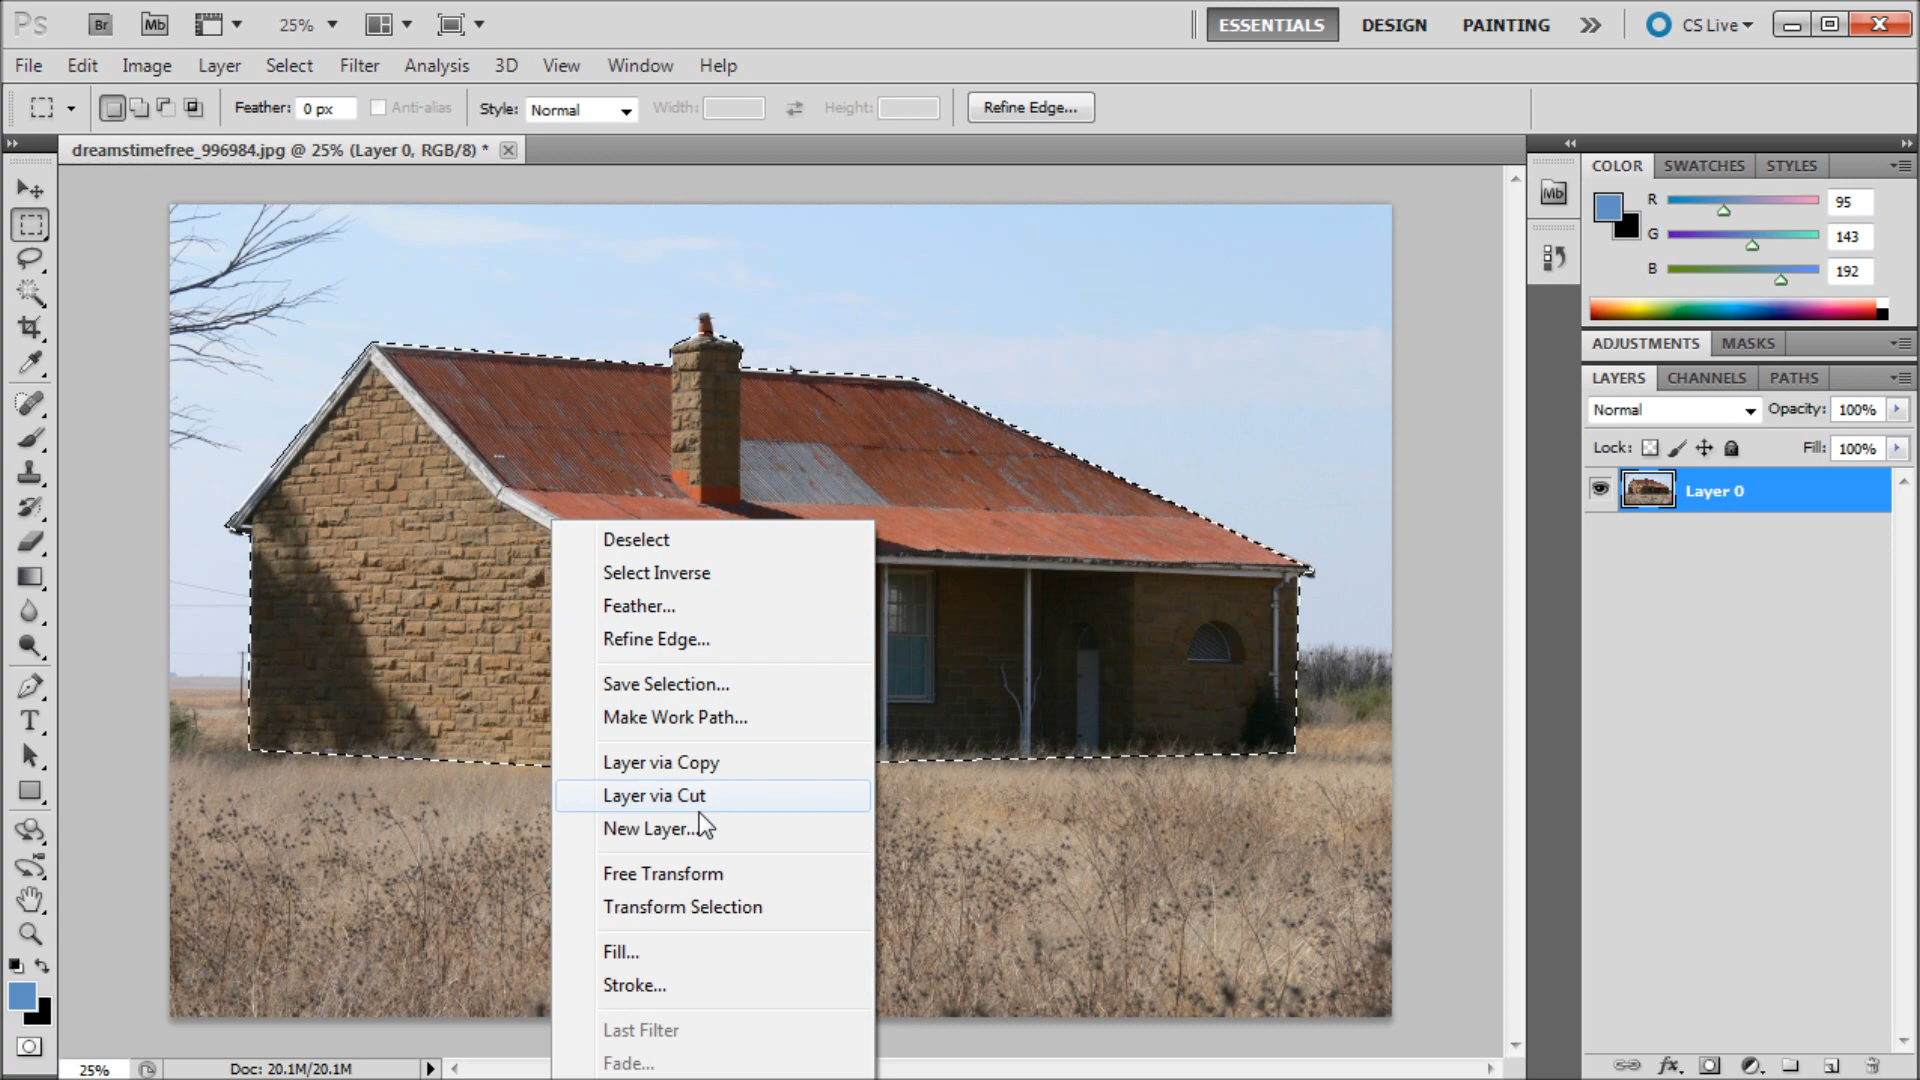 Ps Br Mb 25% ESSENTIALS DESIGN PAINTING CS Live X
File Edit Image Layer Select Filter Analysis 3D View Window Help
Feather: 0 px Anti-alias Style: Normal Width: Height: Refine Edge...
dreamstimefree_996984.jpg @ 25% (Layer 0, RGB/8) *
COLOR SWATCHES STYLES
Mb
R 95
G 143
B 192
ADJUSTMENTS MASKS
LAYERS CHANNELS PATHS
Normal Opacity: 100%
Lock: Fill: 100%
Layer 0
Deselect
Select Inverse
Feather...
Refine Edge...
Save Selection...
Make Work Path...
Layer via Copy
Layer via Cut
New Layer...
Free Transform
Transform Selection
Fill...
Stroke...
Last Filter
Fade...
T
25% Doc: 20.1M/20.1M
fx